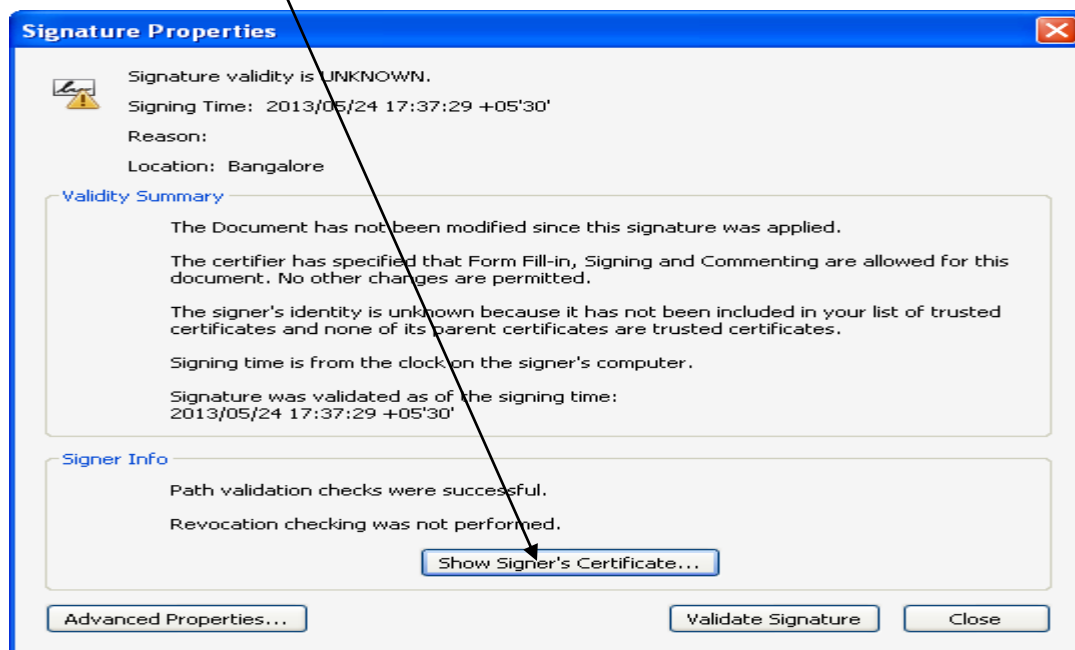 Signature Properties
Signature validity is UNKNOWN.
Signing Time: 2013/05/24 17:37:29 +05'30'
Reason:
Location: Bangalore
Validity Summary
The Document has not been modified since this signature was applied.
The certifier has specified that Form Fill-in, Signing and Commenting are allowed for this
document. No other changes are permitted.
The signer's identity is unknown because it has not been included in your list of trusted
certificates and none of its parent certificates are trusted certificates.
Signing time is from the clock on the signer's computer.
Signature was validated as of the signing time:
2013/05/24 17:37:29 +05'30'
Signer Info
Path validation checks were successful.
Revocation checking was not performed.
Show Signer's Certificate...
Advanced Properties... Validate Signature Close